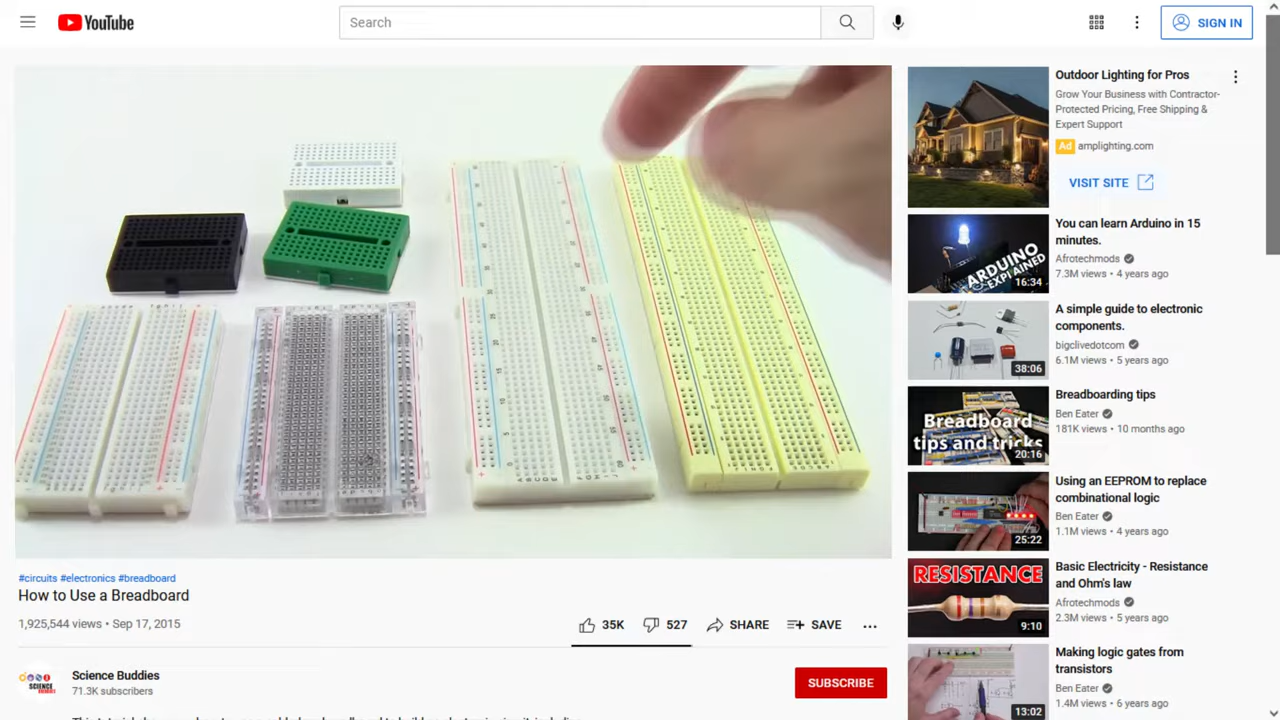 YouTube
Search
SIGN IN
#circuits #electronics #breadboard
How to Use a Breadboard
1,925,544 views • Sep 17, 2015
35K
527
SHARE
SAVE
Science Buddies
71.3K subscribers
SUBSCRIBE
Outdoor Lighting for Pros
Grow Your Business with Contractor-
Protected Pricing, Free Shipping &
Expert Support
Ad amplighting.com
VISIT SITE
ARDUINO
EXPLAINED
16:34
You can learn Arduino in 15
minutes.
Afrotechmods
7.3M views • 4 years ago
38:06
A simple guide to electronic
components.
bigclivedotcom
6.1M views • 5 years ago
Breadboard
tips and tricks
20:16
Breadboarding tips
Ben Eater
181K views • 10 months ago
25:22
Using an EEPROM to replace
combinational logic
Ben Eater
1.1M views • 4 years ago
RESISTANCE
9:10
Basic Electricity - Resistance
and Ohm's law
Afrotechmods
2.3M views • 5 years ago
13:02
Making logic gates from
transistors
Ben Eater
1.4M views • 6 years ago